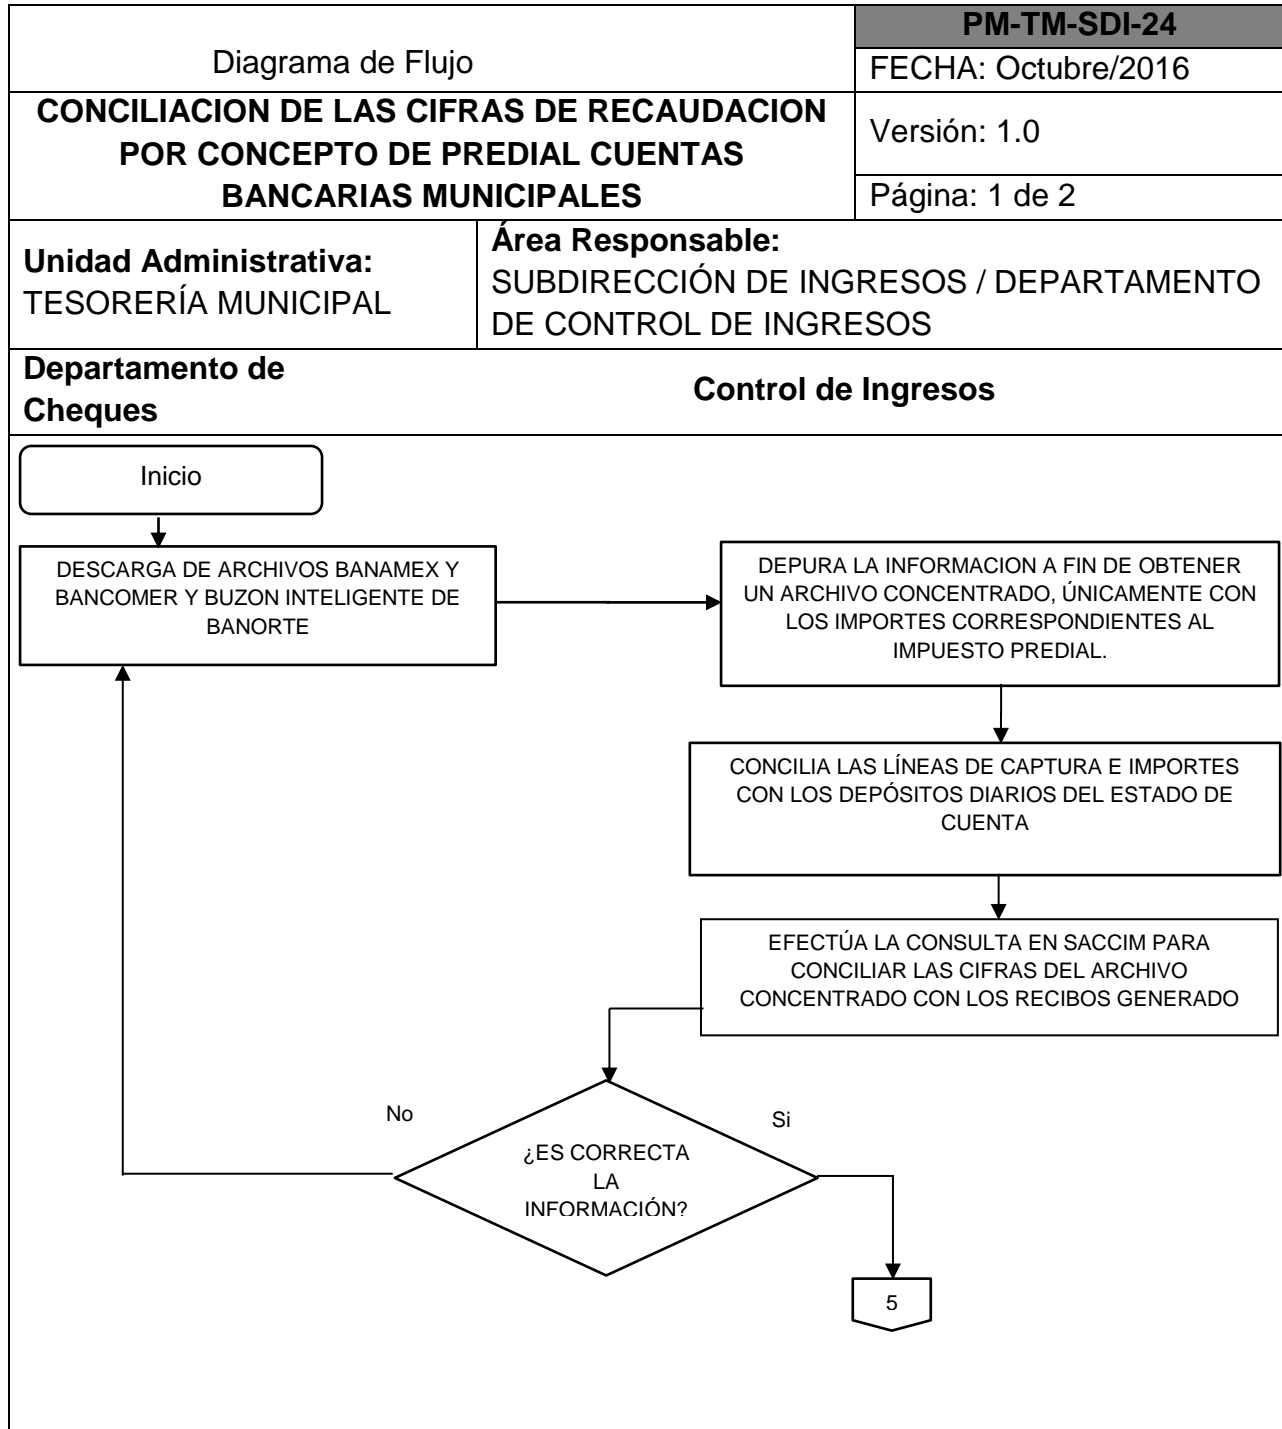 PM-TM-SDI-24
Diagrama de Flujo
FECHA: Octubre/2016
CONCILIACION DE LAS CIFRAS DE RECAUDACION
POR CONCEPTO DE PREDIAL CUENTAS
BANCARIAS MUNICIPALES
Versión: 1.0
Página: 1 de 2
Unidad Administrativa:
TESORERÍA MUNICIPAL
Área Responsable:
SUBDIRECCIÓN DE INGRESOS / DEPARTAMENTO
DE CONTROL DE INGRESOS
Departamento de
Cheques
Control de Ingresos
Inicio
DESCARGA DE ARCHIVOS BANAMEX Y
BANCOMER Y BUZON INTELIGENTE DE
BANORTE
DEPURA LA INFORMACION A FIN DE OBTENER
UN ARCHIVO CONCENTRADO, ÚNICAMENTE CON
LOS IMPORTES CORRESPONDIENTES AL
IMPUESTO PREDIAL.
CONCILIA LAS LÍNEAS DE CAPTURA E IMPORTES
CON LOS DEPÓSITOS DIARIOS DEL ESTADO DE
CUENTA
EFECTÚA LA CONSULTA EN SACCIM PARA
CONCILIAR LAS CIFRAS DEL ARCHIVO
CONCENTRADO CON LOS RECIBOS GENERADO
No
Si
¿ES CORRECTA
LA
INFORMACIÓN?
5